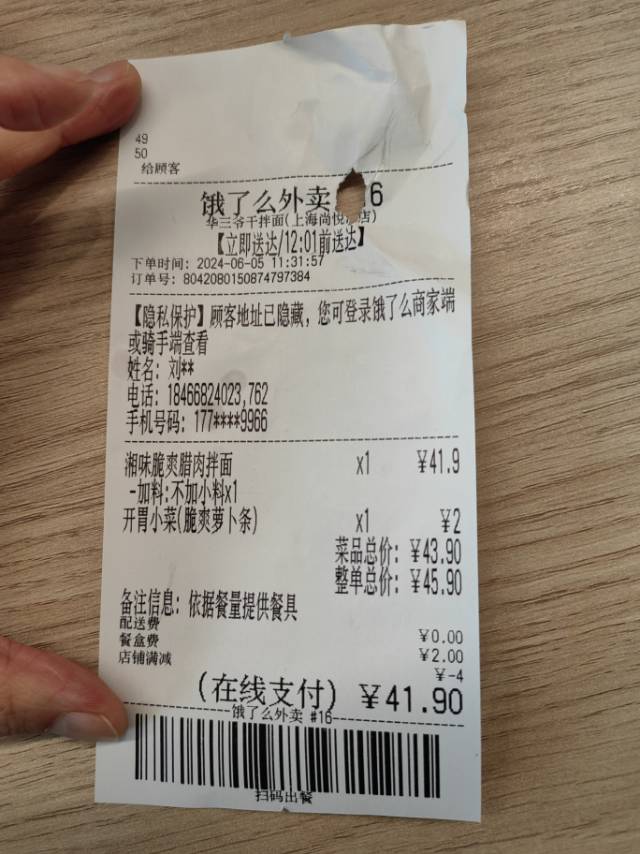 49
50
给顾客
饿了么外卖 16
华三爷干拌面(上海尚悦 店)
【立即送达/12:01前送达】
下单时间: 2024-06-05 11:31:57
订单号: 8042080150874797384
【隐私保护】顾客地址已隐藏, 您可登录饿了么商家端
或骑手端查看
姓名: 刘**
电话: 18466824023,762
手机号码: 177****9966
湘味脆爽腊肉拌面 x1 ¥41.9
-加料:不加小料x1
开胃小菜(脆爽萝卜条) x1 ¥2
菜品总价: ¥43.90
整单总价: ¥45.90
备注信息: 依据餐量提供餐具
配送费 ¥0.00
餐盒费 ¥2.00
店铺满减 ¥-4
(在线支付) ¥41.90
饿了么外卖 #16
扫码出餐